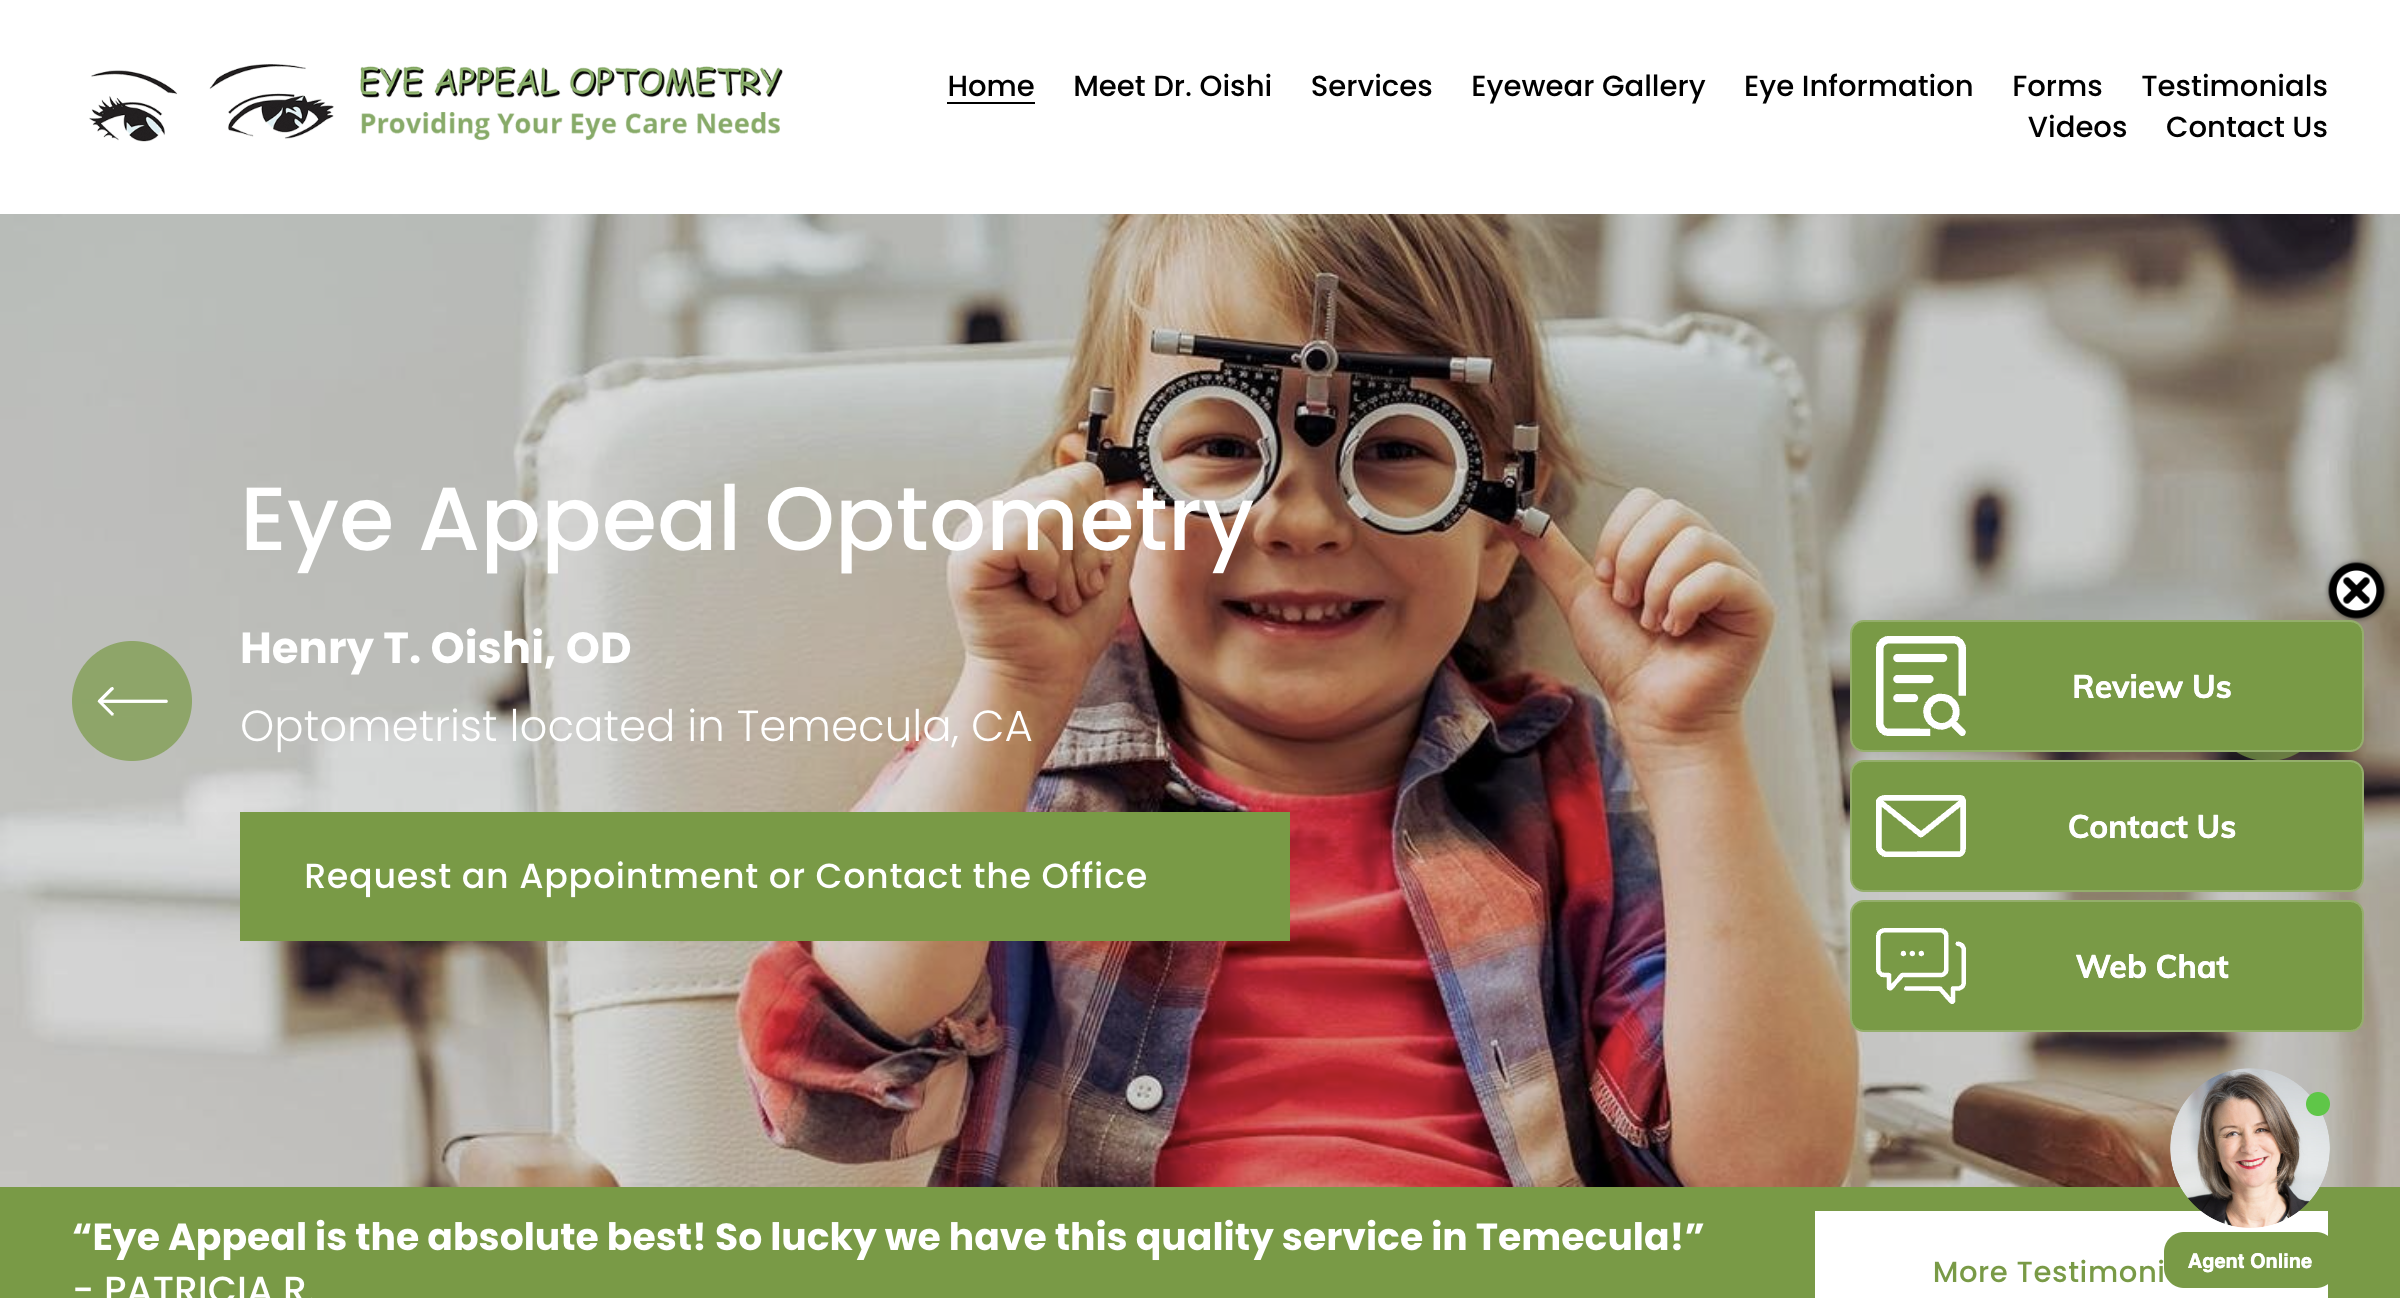 EYE APPEAL OPTOMETRY
Providing Your Eye Care Needs
Home Meet Dr. Oishi Services Eyewear Gallery Eye Information Forms Testimonials
Videos Contact Us
Eye Appeal Optometry
Henry T. Oishi, OD
Optometrist located in Temecula, CA
Request an Appointment or Contact the Office
Review Us
Contact Us
Web Chat
“Eye Appeal is the absolute best! So lucky we have this quality service in Temecula!”
- PATRICIA R
More Testimoni
Agent Online